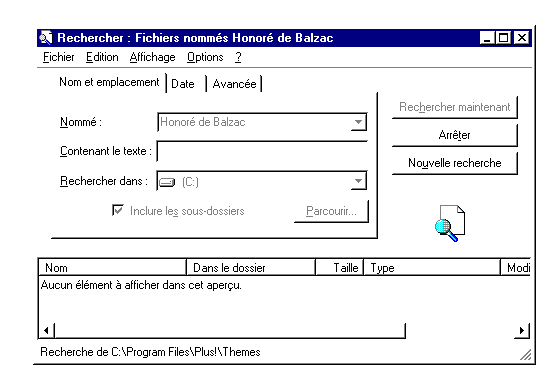 Rechercher : Fichiers nommés Honoré de Balzac
Fichier Edition Affichage Options ?
Nom et emplacement Date Avancée
Nommé : Honoré de Balzac
Contenant le texte :
Rechercher dans : (C:)
Inclure les sous-dossiers Parcourir...
Rechercher maintenant
Arrêter
Nouvelle recherche
Nom Dans le dossier Taille Type Modi
Aucun élément à afficher dans cet aperçu.
Recherche de C:\Program Files\Plus!\Themes